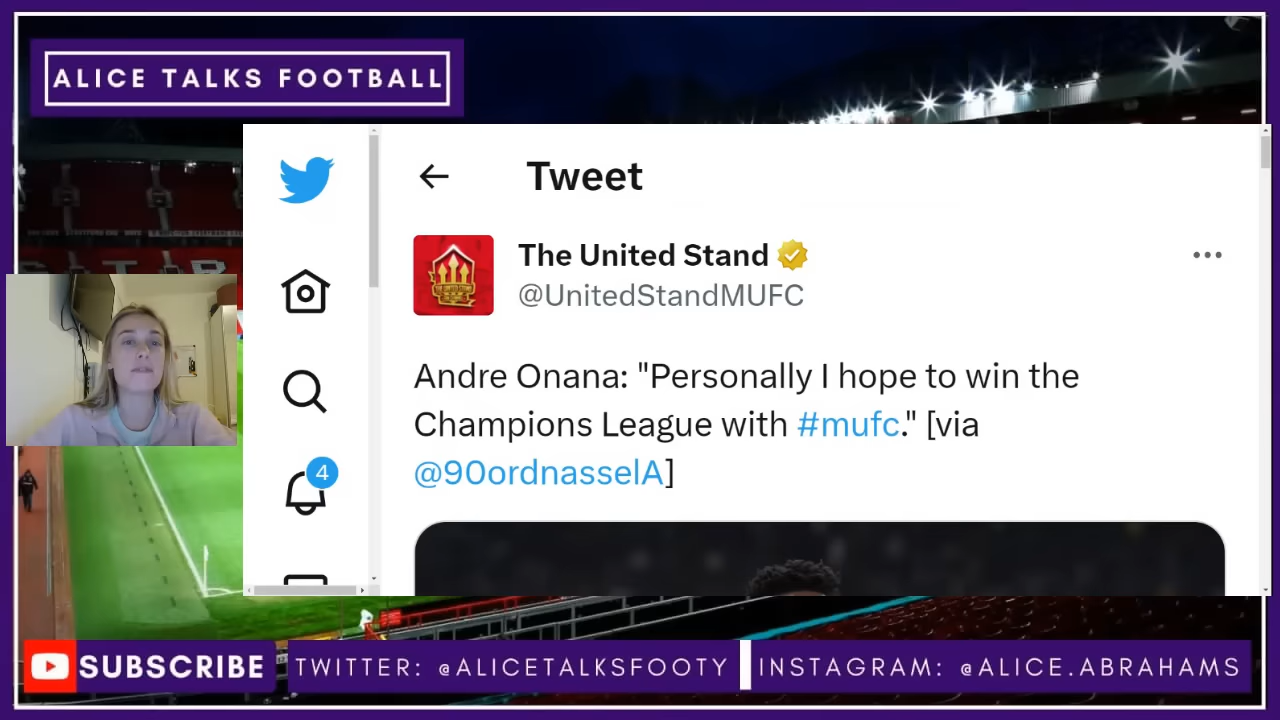 ALICE TALKS FOOTBALL
Tweet
The United Stand
@UnitedStandMUFC
Andre Onana: "Personally I hope to win the
Champions League with #mufc." [via
@90ordnasselA]
4
SUBSCRIBE
TWITTER: @ALICETALKSFOOTY
INSTAGRAM: @ALICE.ABRAHAMS